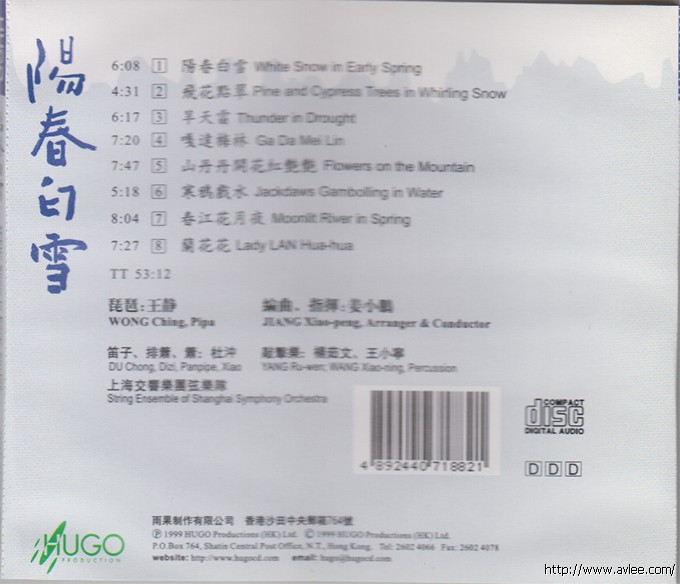 陽春白雪
6:08 1 陽春白雪 White Snow in Early Spring
4:31 2 飛花點翠 Pine and Cypress Trees in Whirling Snow
6:17 3 旱天雷 Thunder in Drought
7:20 4 嘎達梅林 Ga Da Mei Lin
7:47 5 山丹丹開花紅艷艷 Flowers on the Mountain
5:18 6 寒鴉戲水 Jackdaws Gambolling in Water
8:04 7 春江花月夜 Moonlit River in Spring
7:27 8 蘭花花 Lady LAN Hua-hua
TT 53:12
琵琶:王静 編曲、指揮:姜小鵬
WONG Ching, Pipa JIANG Xiao-peng, Arranger & Conductor
笛子、排簫、簫:杜沖 敲擊樂:楊茹文、王小寧
DU Chong, Dizi, Panpipe, Xiao YANG Ru-wen; WANG Xiao-ning, Percussion
上海交響樂團弦樂隊
String Ensemble of Shanghai Symphony Orchestra
4 892440 718821
COMPACT
disc
DIGITAL AUDIO
D D D
HUGO
PRODUCTION
雨果制作有限公司 香港沙田中央郵箱764號
Ⓟ 1999 HUGO Productions (HK) Ltd. © 1999 HUGO Productions (HK) Ltd.
P.O.Box 764, Shatin Central Post Office, N.T., Hong Kong. Tel: 2602 4066 Fax: 2602 4078
website: http://www.hugocd.com email: hugo@hugocd.com
http://www.avlee.com/